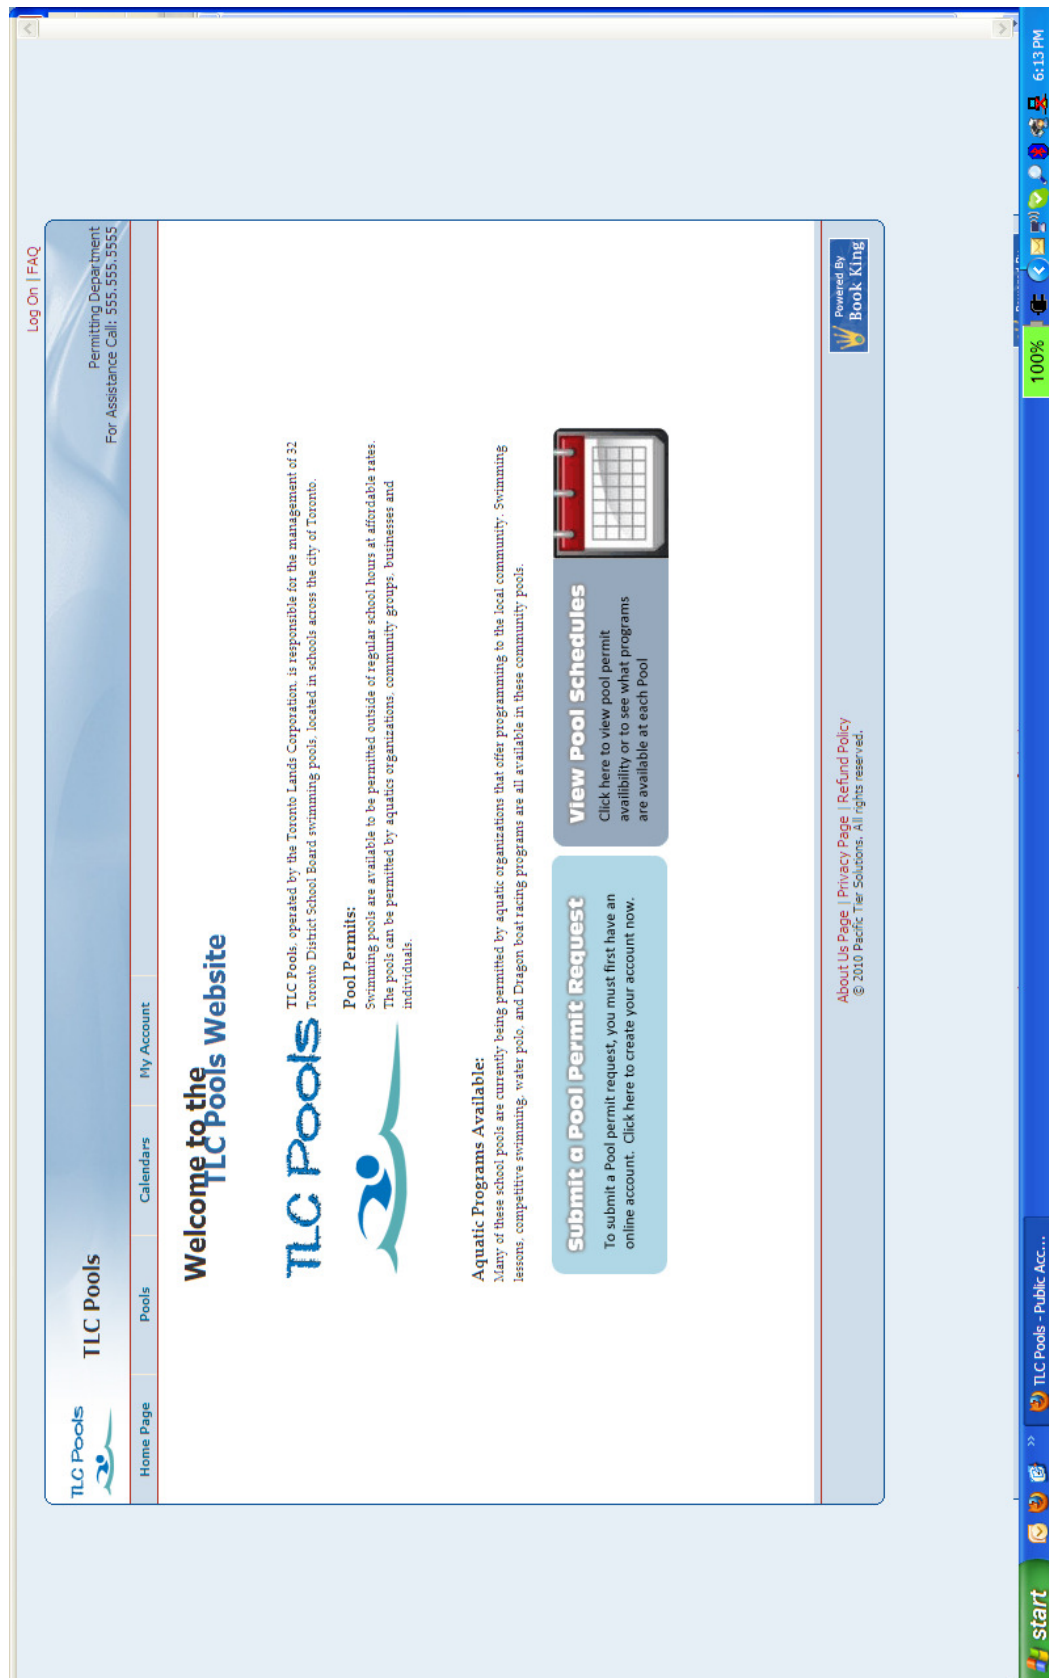 Log On | FAQ
TLC Pools
TLC Pools
Permitting Department
For Assistance Call: 555.555.5555
Home Page
Pools
Calendars
My Account
Welcome to the
TLC Pools Website
TLC Pools
TLC Pools, operated by the Toronto Lands Corporation, is responsible for the management of 32
Toronto District School Board swimming pools, located in schools across the city of Toronto.
Pool Permits:
Swimming pools are available to be permitted outside of regular school hours at affordable rates.
The pools can be permitted by aquatics organizations, community groups, businesses and
individuals.
Aquatic Programs Available:
Many of these school pools are currently being permitted by aquatic organizations that offer programming to the local community. Swimming
lessons, competitive swimming, water polo, and Dragon boat racing programs are all available in these community pools.
Submit a Pool Permit Request
To submit a Pool permit request, you must first have an
online account. Click here to create your account now.
View Pool Schedules
Click here to view pool permit
availibility or to see what programs
are available at each Pool
About Us Page | Privacy Page | Refund Policy
© 2010 Pacific Tier Solutions. All rights reserved.
Powered By
Book King
start
TLC Pools - Public Acc...
100%
6:13 PM